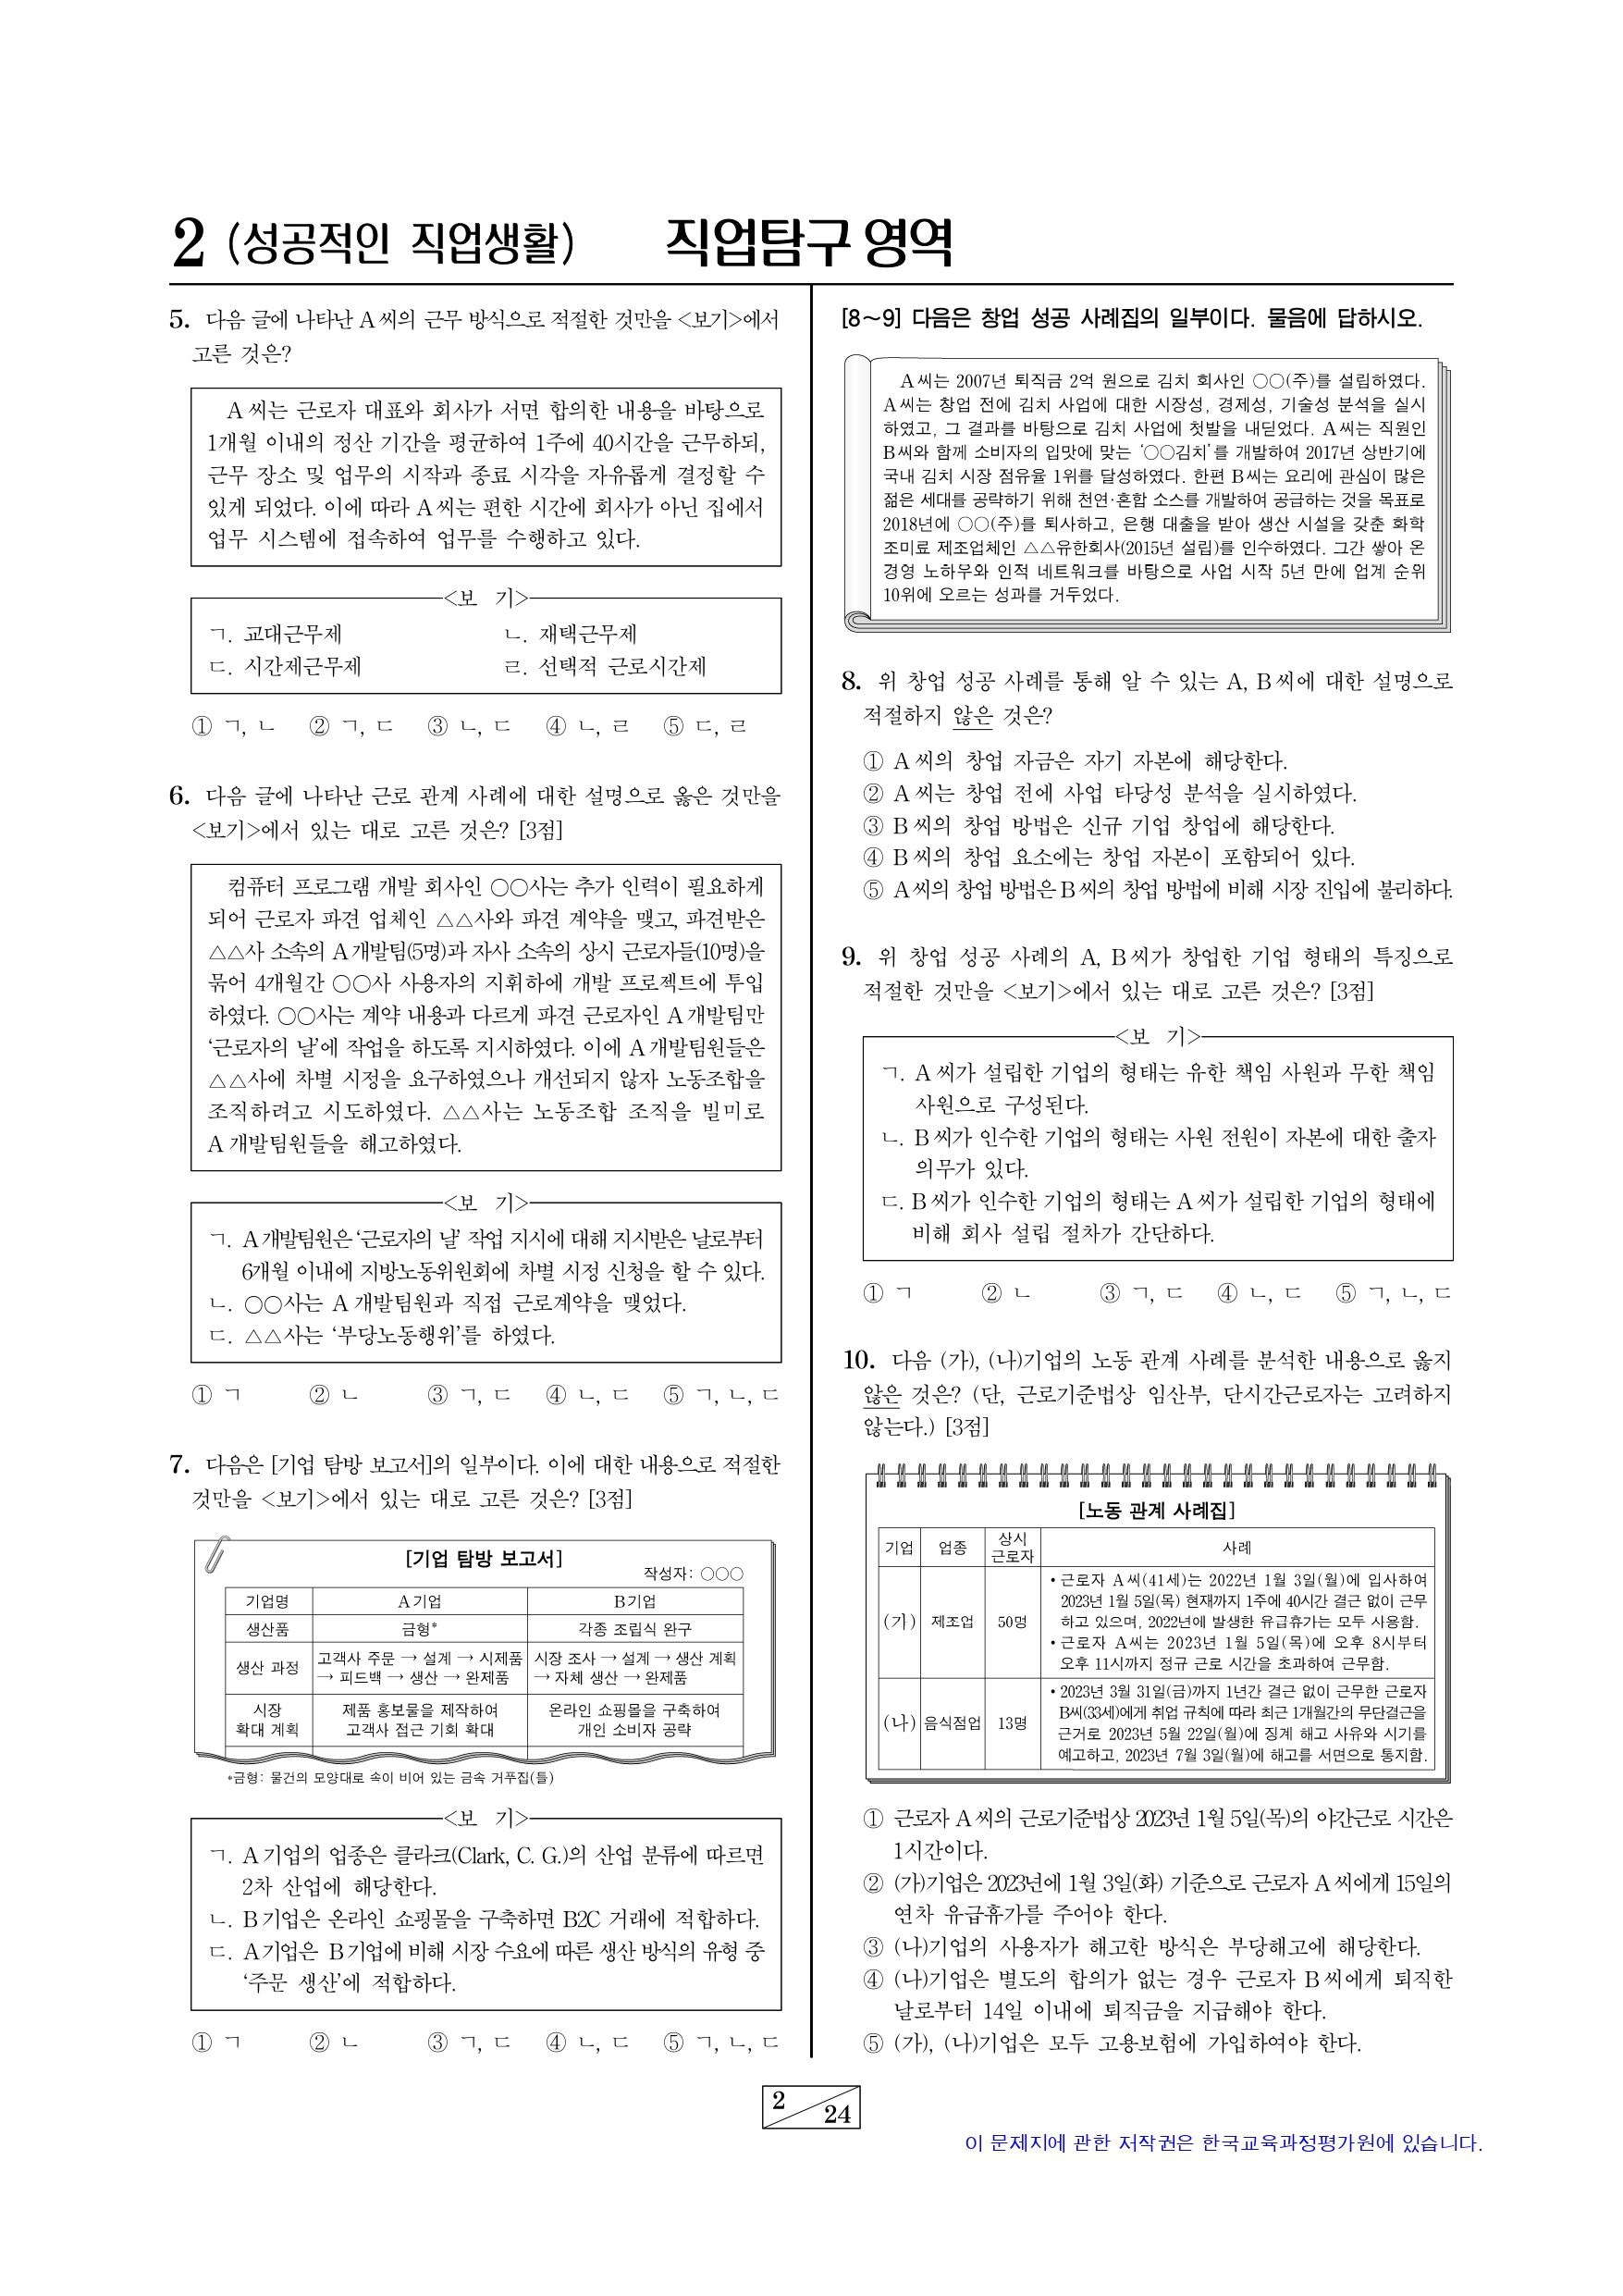 2 (성공적인 직업생활) 직업탐구 영역
5. 다음 글에 나타난 A씨의 근무 방식으로 적절한 것만을 <보기>에서
고른 것은?
A씨는 근로자 대표와 회사가 서면 합의한 내용을 바탕으로
1개월 이내의 정산 기간을 평균하여 1주에 40시간을 근무하되,
근무 장소 및 업무의 시작과 종료 시각을 자유롭게 결정할 수
있게 되었다. 이에 따라 A씨는 편한 시간에 회사가 아닌 집에서
업무 시스템에 접속하여 업무를 수행하고 있다.
<보 기>
ㄱ. 교대근무제 ㄴ. 재택근무제
ㄷ. 시간제근무제 ㄹ. 선택적 근로시간제
① ㄱ, ㄴ ② ㄱ, ㄷ ③ ㄴ, ㄷ ④ ㄴ, ㄹ ⑤ ㄷ, ㄹ
6. 다음 글에 나타난 근로 관계 사례에 대한 설명으로 옳은 것만을
<보기>에서 있는 대로 고른 것은? [3점]
컴퓨터 프로그램 개발 회사인 ○○사는 추가 인력이 필요하게
되어 근로자 파견 업체인 △△사와 파견 계약을 맺고, 파견받은
△△사 소속의 A개발팀(5명)과 자사 소속의 상시 근로자들(10명)을
묶어 4개월간 ○○사 사용자의 지휘하에 개발 프로젝트에 투입
하였다. ○○사는 계약 내용과 다르게 파견 근로자인 A개발팀만
‘근로자의 날’에 작업을 하도록 지시하였다. 이에 A개발팀원들은
△△사에 차별 시정을 요구하였으나 개선되지 않자 노동조합을
조직하려고 시도하였다. △△사는 노동조합 조직을 빌미로
A개발팀원들을 해고하였다.
<보 기>
ㄱ. A개발팀원은 ‘근로자의 날’ 작업 지시에 대해 지시받은 날로부터
6개월 이내에 지방노동위원회에 차별 시정 신청을 할 수 있다.
ㄴ. ○○사는 A개발팀원과 직접 근로계약을 맺었다.
ㄷ. △△사는 ‘부당노동행위’를 하였다.
① ㄱ ② ㄴ ③ ㄱ, ㄷ ④ ㄴ, ㄷ ⑤ ㄱ, ㄴ, ㄷ
7. 다음은 [기업 탐방 보고서]의 일부이다. 이에 대한 내용으로 적절한
것만을 <보기>에서 있는 대로 고른 것은? [3점]
[기업 탐방 보고서]
작성자: ○○○
기업명 A기업 B기업
생산품 금형* 각종 조립식 완구
생산 과정 고객사 주문 → 설계 → 시제품 → 피드백 → 생산 → 완제품 시장 조사 → 설계 → 생산 계획 → 자체 생산 → 완제품
시장 확대 계획 제품 홍보물을 제작하여 고객사 접근 기회 확대 온라인 쇼핑몰을 구축하여 개인 소비자 공략
*금형: 물건의 모양대로 속이 비어 있는 금속 거푸집(틀)
<보 기>
ㄱ. A기업의 업종은 클라크(Clark, C. G.)의 산업 분류에 따르면
2차 산업에 해당한다.
ㄴ. B기업은 온라인 쇼핑몰을 구축하면 B2C 거래에 적합하다.
ㄷ. A기업은 B기업에 비해 시장 수요에 따른 생산 방식의 유형 중
‘주문 생산’에 적합하다.
① ㄱ ② ㄴ ③ ㄱ, ㄷ ④ ㄴ, ㄷ ⑤ ㄱ, ㄴ, ㄷ
[8～9] 다음은 창업 성공 사례집의 일부이다. 물음에 답하시오.
A씨는 2007년 퇴직금 2억 원으로 김치 회사인 ○○(주)를 설립하였다.
A씨는 창업 전에 김치 사업에 대한 시장성, 경제성, 기술성 분석을 실시
하였고, 그 결과를 바탕으로 김치 사업에 첫발을 내딛었다. A씨는 직원인
B씨와 함께 소비자의 입맛에 맞는 ‘○○김치’를 개발하여 2017년 상반기에
국내 김치 시장 점유율 1위를 달성하였다. 한편 B씨는 요리에 관심이 많은
젊은 세대를 공략하기 위해 천연·혼합 소스를 개발하여 공급하는 것을 목표로
2018년에 ○○(주)를 퇴사하고, 은행 대출을 받아 생산 시설을 갖춘 화학
조미료 제조업체인 △△유한회사(2015년 설립)를 인수하였다. 그간 쌓아 온
경영 노하우와 인적 네트워크를 바탕으로 사업 시작 5년 만에 업계 순위
10위에 오르는 성과를 거두었다.
8. 위 창업 성공 사례를 통해 알 수 있는 A, B씨에 대한 설명으로
적절하지 않은 것은?
① A씨의 창업 자금은 자기 자본에 해당한다.
② A씨는 창업 전에 사업 타당성 분석을 실시하였다.
③ B씨의 창업 방법은 신규 기업 창업에 해당한다.
④ B씨의 창업 요소에는 창업 자본이 포함되어 있다.
⑤ A씨의 창업 방법은 B씨의 창업 방법에 비해 시장 진입에 불리하다.
9. 위 창업 성공 사례의 A, B씨가 창업한 기업 형태의 특징으로
적절한 것만을 <보기>에서 있는 대로 고른 것은? [3점]
<보 기>
ㄱ. A씨가 설립한 기업의 형태는 유한 책임 사원과 무한 책임
사원으로 구성된다.
ㄴ. B씨가 인수한 기업의 형태는 사원 전원이 자본에 대한 출자
의무가 있다.
ㄷ. B씨가 인수한 기업의 형태는 A씨가 설립한 기업의 형태에
비해 회사 설립 절차가 간단하다.
① ㄱ ② ㄴ ③ ㄱ, ㄷ ④ ㄴ, ㄷ ⑤ ㄱ, ㄴ, ㄷ
10. 다음 (가), (나)기업의 노동 관계 사례를 분석한 내용으로 옳지
않은 것은? (단, 근로기준법상 임산부, 단시간근로자는 고려하지
않는다.) [3점]
[노동 관계 사례집]
기업 업종 상시 근로자 사례
(가) 제조업 50명
• 근로자 A씨(41세)는 2022년 1월 3일(월)에 입사하여
2023년 1월 5일(목) 현재까지 1주에 40시간 결근 없이 근무
하고 있으며, 2022년에 발생한 유급휴가는 모두 사용함.
• 근로자 A씨는 2023년 1월 5일(목)에 오후 8시부터
오후 11시까지 정규 근로 시간을 초과하여 근무함.
(나) 음식점업 13명
• 2023년 3월 31일(금)까지 1년간 결근 없이 근무한 근로자
B씨(33세)에게 취업 규칙에 따라 최근 1개월간의 무단결근을
근거로 2023년 5월 22일(월)에 징계 해고 사유와 시기를
예고하고, 2023년 7월 3일(월)에 해고를 서면으로 통지함.
① 근로자 A씨의 근로기준법상 2023년 1월 5일(목)의 야간근로 시간은
1시간이다.
② (가)기업은 2023년에 1월 3일(화) 기준으로 근로자 A씨에게 15일의
연차 유급휴가를 주어야 한다.
③ (나)기업의 사용자가 해고한 방식은 부당해고에 해당한다.
④ (나)기업은 별도의 합의가 없는 경우 근로자 B씨에게 퇴직한
날로부터 14일 이내에 퇴직금을 지급해야 한다.
⑤ (가), (나)기업은 모두 고용보험에 가입하여야 한다.
2 24
이 문제지에 관한 저작권은 한국교육과정평가원에 있습니다.